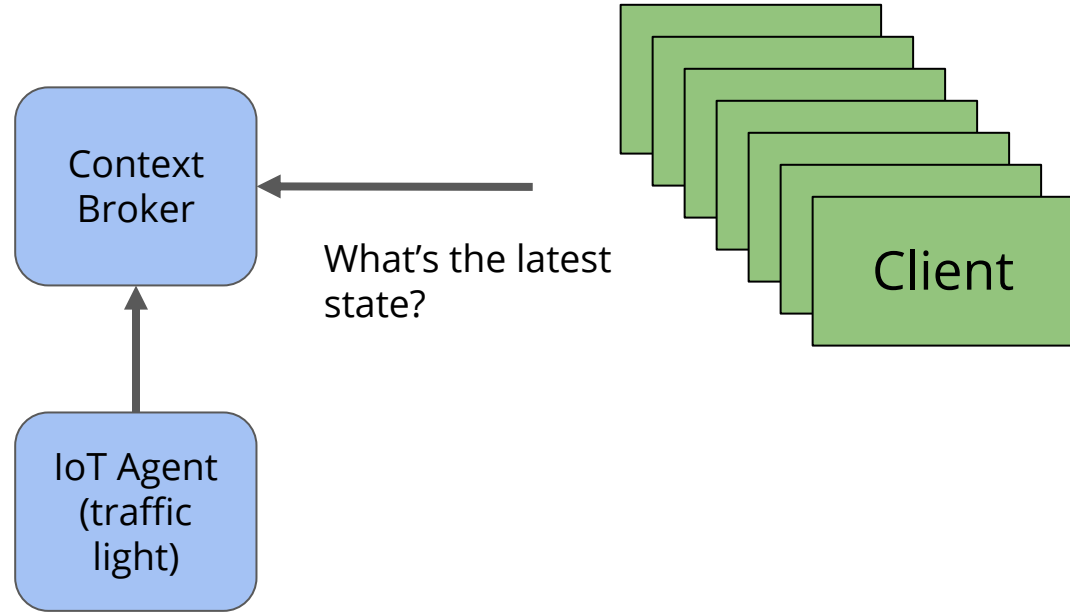 Context
Broker
What’s the latest
state?
Client
IoT Agent
(traffic
light)